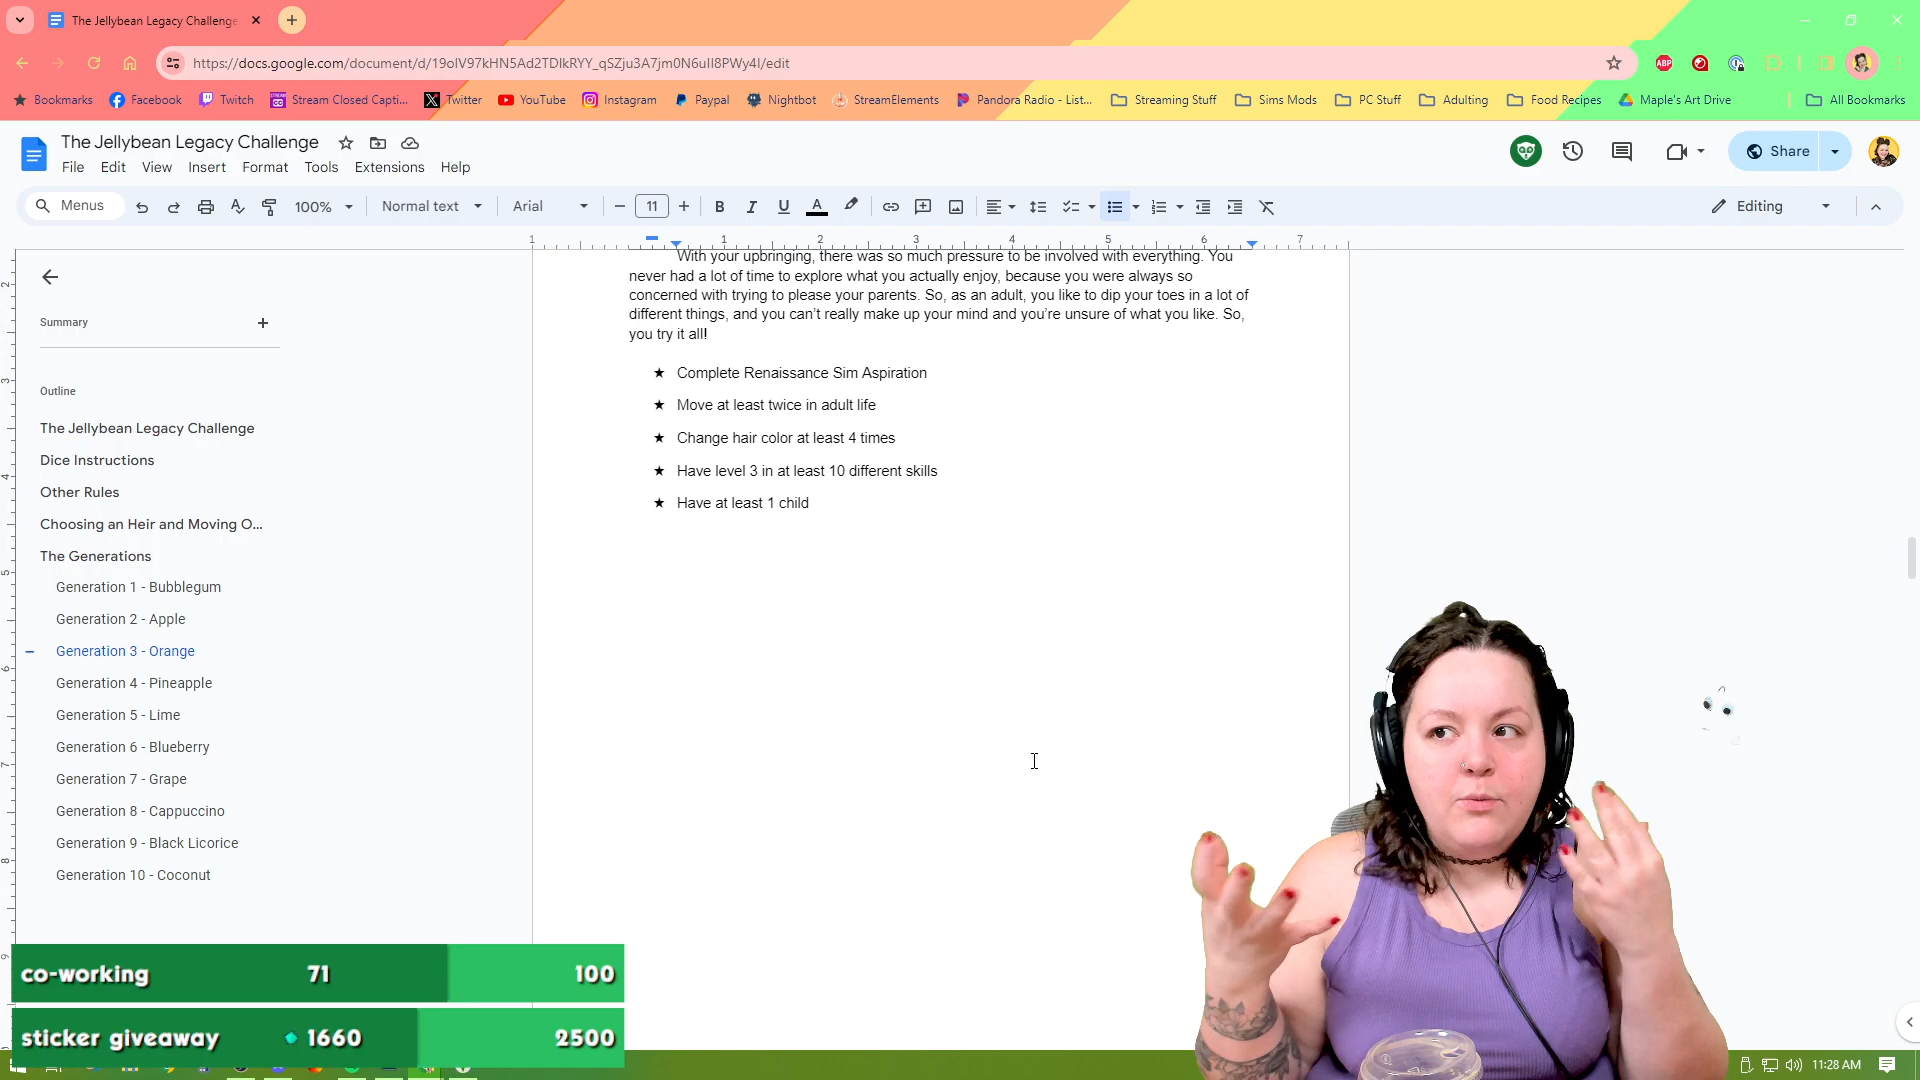 The Jellybean Legacy Challenge
https://docs.google.com/document/d/19olV97kHN5Ad2TDlkRYY_qSZju3A7jm0N6uII8PWy4I/edit
Bookmarks Facebook Twitch Stream Closed Capti... Twitter YouTube Instagram Paypal Nightbot StreamElements Pandora Radio - List... Streaming Stuff Sims Mods PC Stuff Adulting Food Recipes Maple's Art Drive All Bookmarks
The Jellybean Legacy Challenge
File Edit View Insert Format Tools Extensions Help
Share
Menus 100% Normal text Arial 11 Editing
1 1 2 3 4 5 6 7
Summary
Outline
The Jellybean Legacy Challenge
Dice Instructions
Other Rules
Choosing an Heir and Moving O...
The Generations
Generation 1 - Bubblegum
Generation 2 - Apple
Generation 3 - Orange
Generation 4 - Pineapple
Generation 5 - Lime
Generation 6 - Blueberry
Generation 7 - Grape
Generation 8 - Cappuccino
Generation 9 - Black Licorice
Generation 10 - Coconut
With your upbringing, there was so much pressure to be involved with everything. You
never had a lot of time to explore what you actually enjoy, because you were always so
concerned with trying to please your parents. So, as an adult, you like to dip your toes in a lot of
different things, and you can't really make up your mind and you're unsure of what you like. So,
you try it all!
★ Complete Renaissance Sim Aspiration
★ Move at least twice in adult life
★ Change hair color at least 4 times
★ Have level 3 in at least 10 different skills
★ Have at least 1 child
co-working 71 100
sticker giveaway 1660 2500
11:28 AM